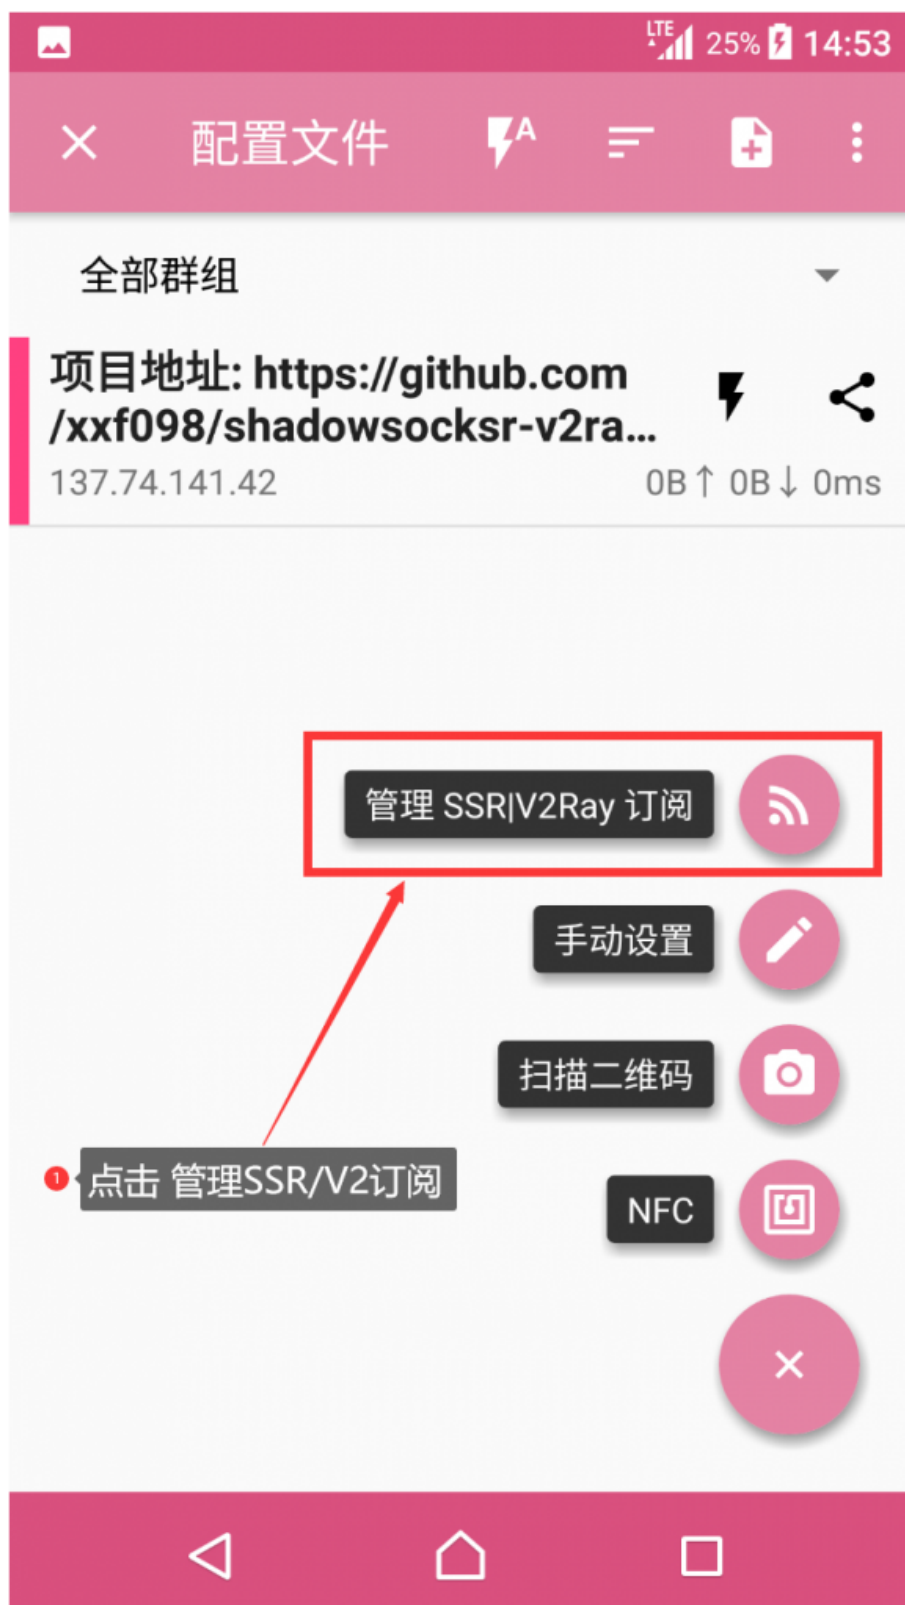 LTE 25% 14:53
配置文件 A
全部群组
项目地址: https://github.com
/xxf098/shadowsocksr-v2ra...
137.74.141.42 0B↑ 0B↓ 0ms
管理 SSR|V2Ray 订阅
手动设置
扫描二维码
1 点击 管理SSR/V2订阅
NFC